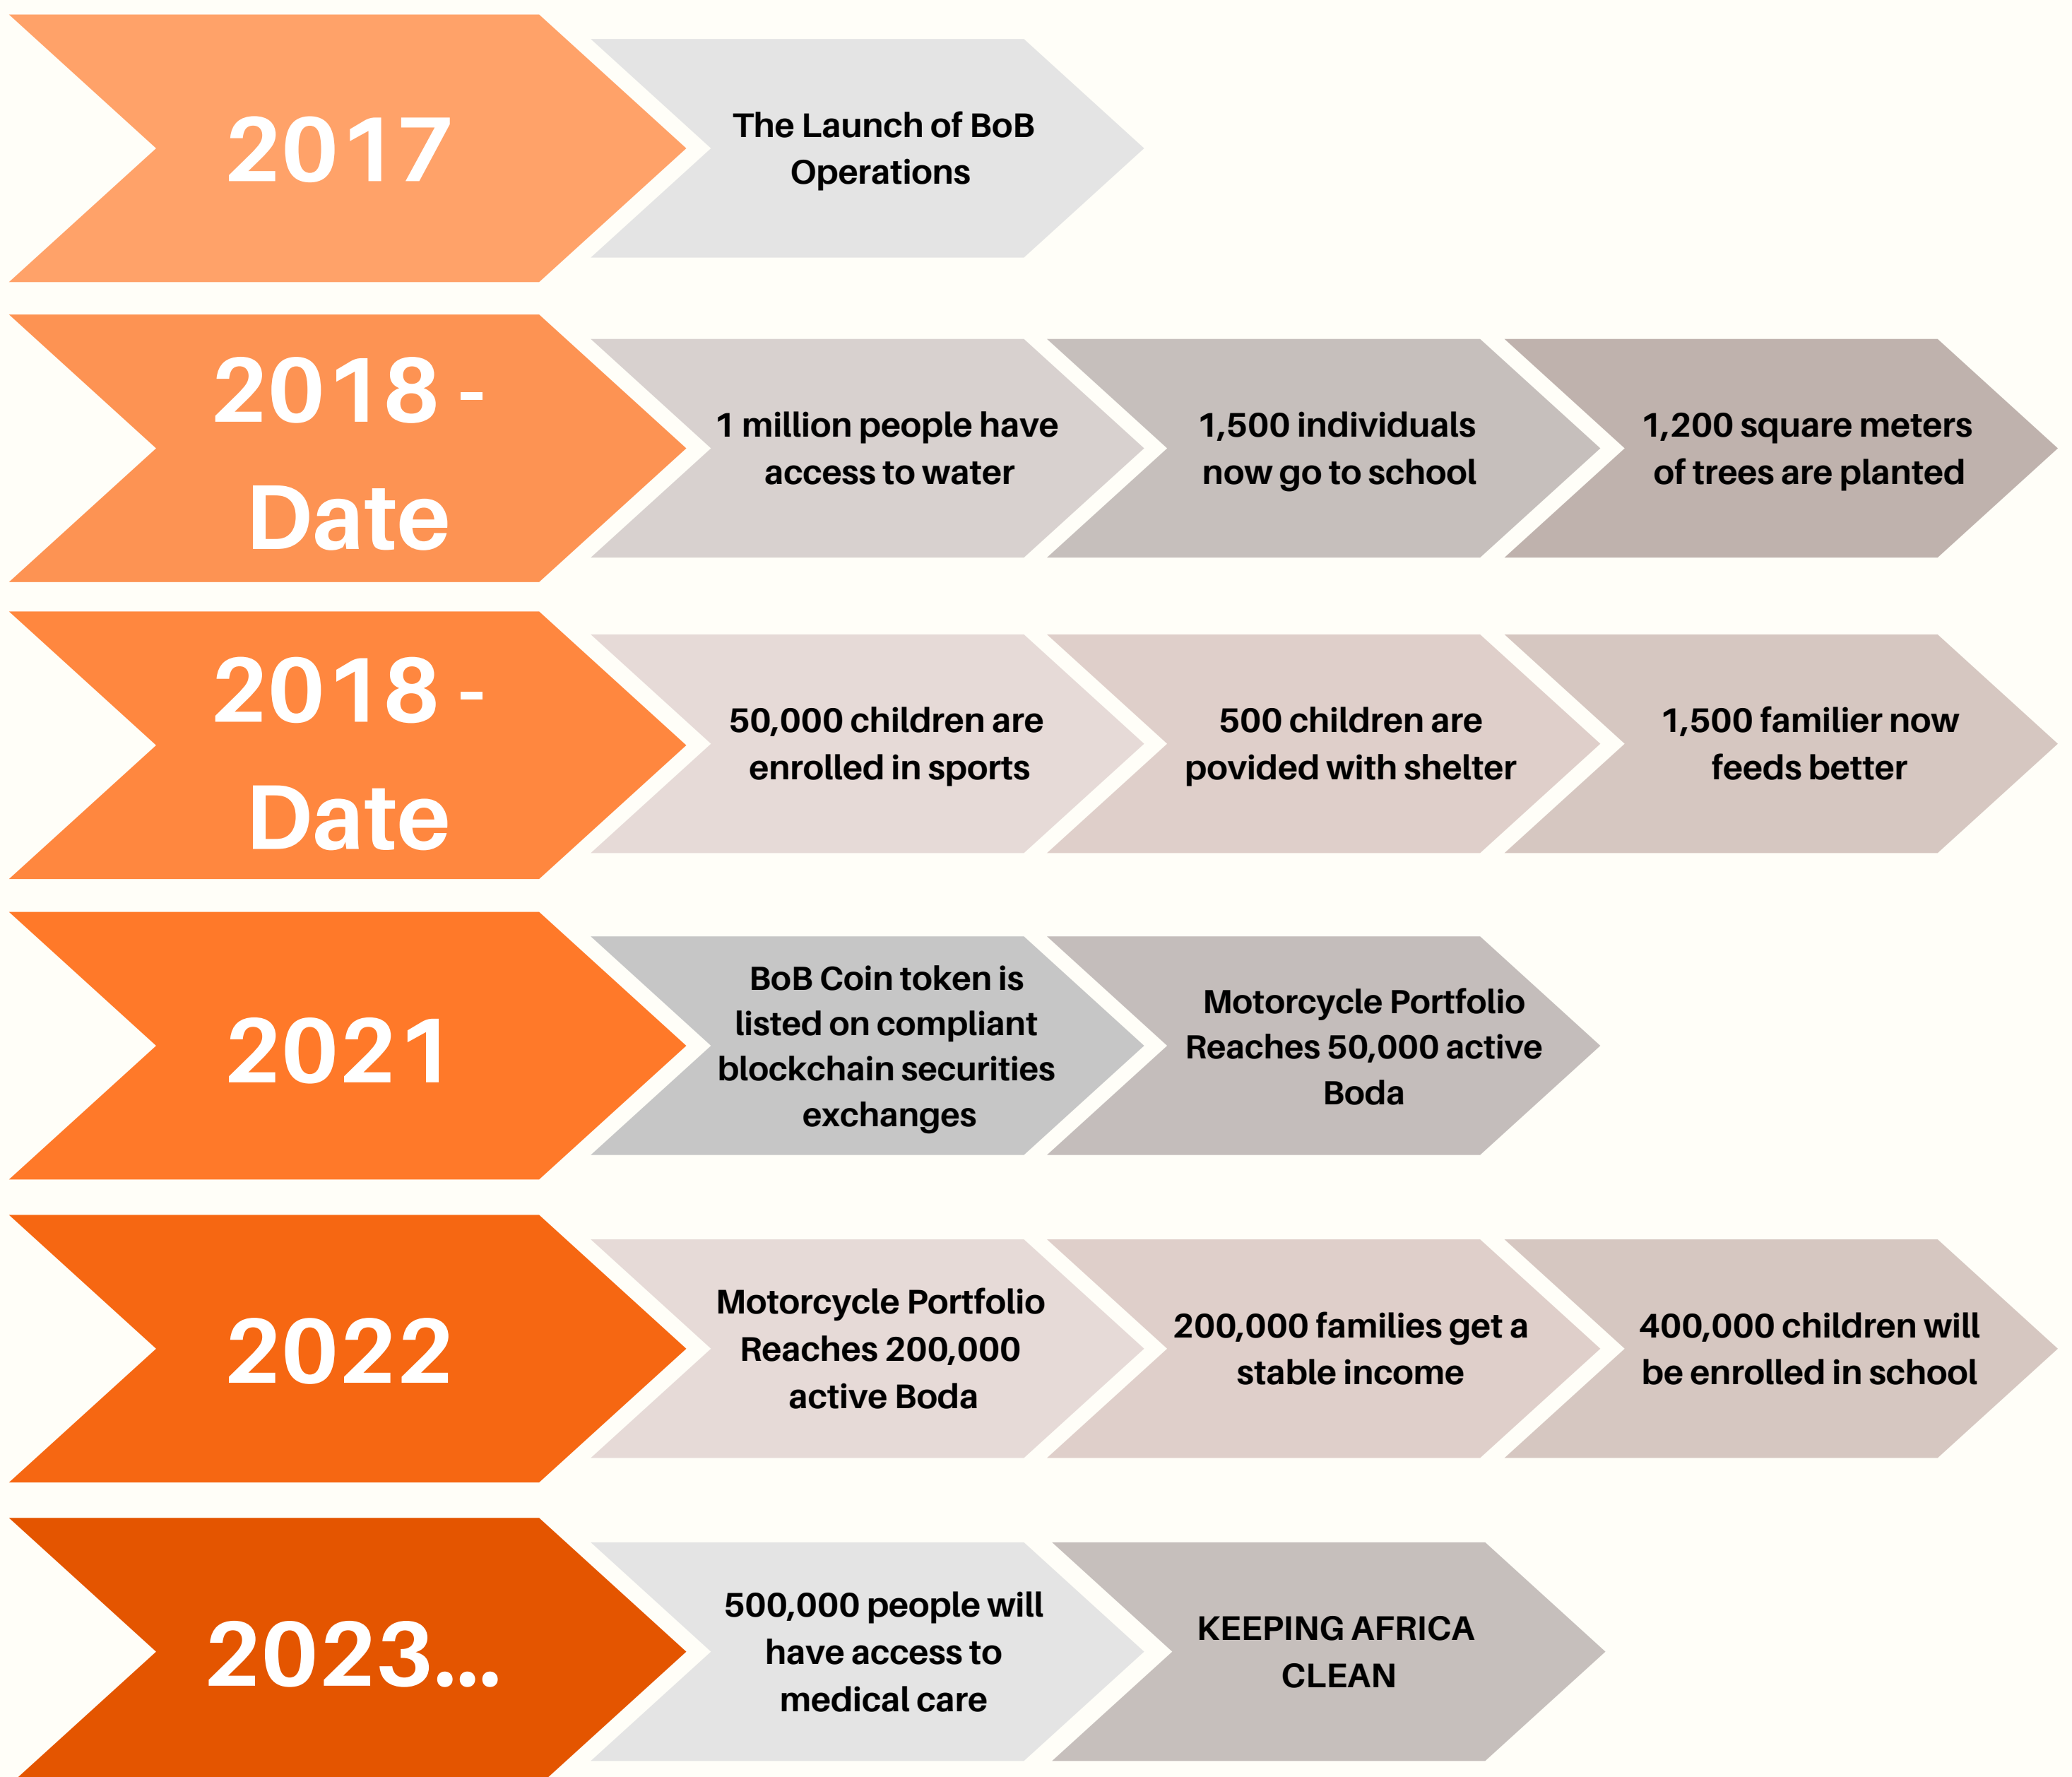 2017
The Launch of BoB
Operations
2018 -
Date
1 million people have
access to water
1,500 individuals
now go to school
1,200 square meters
of trees are planted
2018 -
Date
50,000 children are
enrolled in sports
500 children are
povided with shelter
1,500 familier now
feeds better
2021
BoB Coin token is
listed on compliant
blockchain securities
exchanges
Motorcycle Portfolio
Reaches 50,000 active
Boda
2022
Motorcycle Portfolio
Reaches 200,000
active Boda
200,000 families get a
stable income
400,000 children will
be enrolled in school
2023...
500,000 people will
have access to
medical care
KEEPING AFRICA
CLEAN